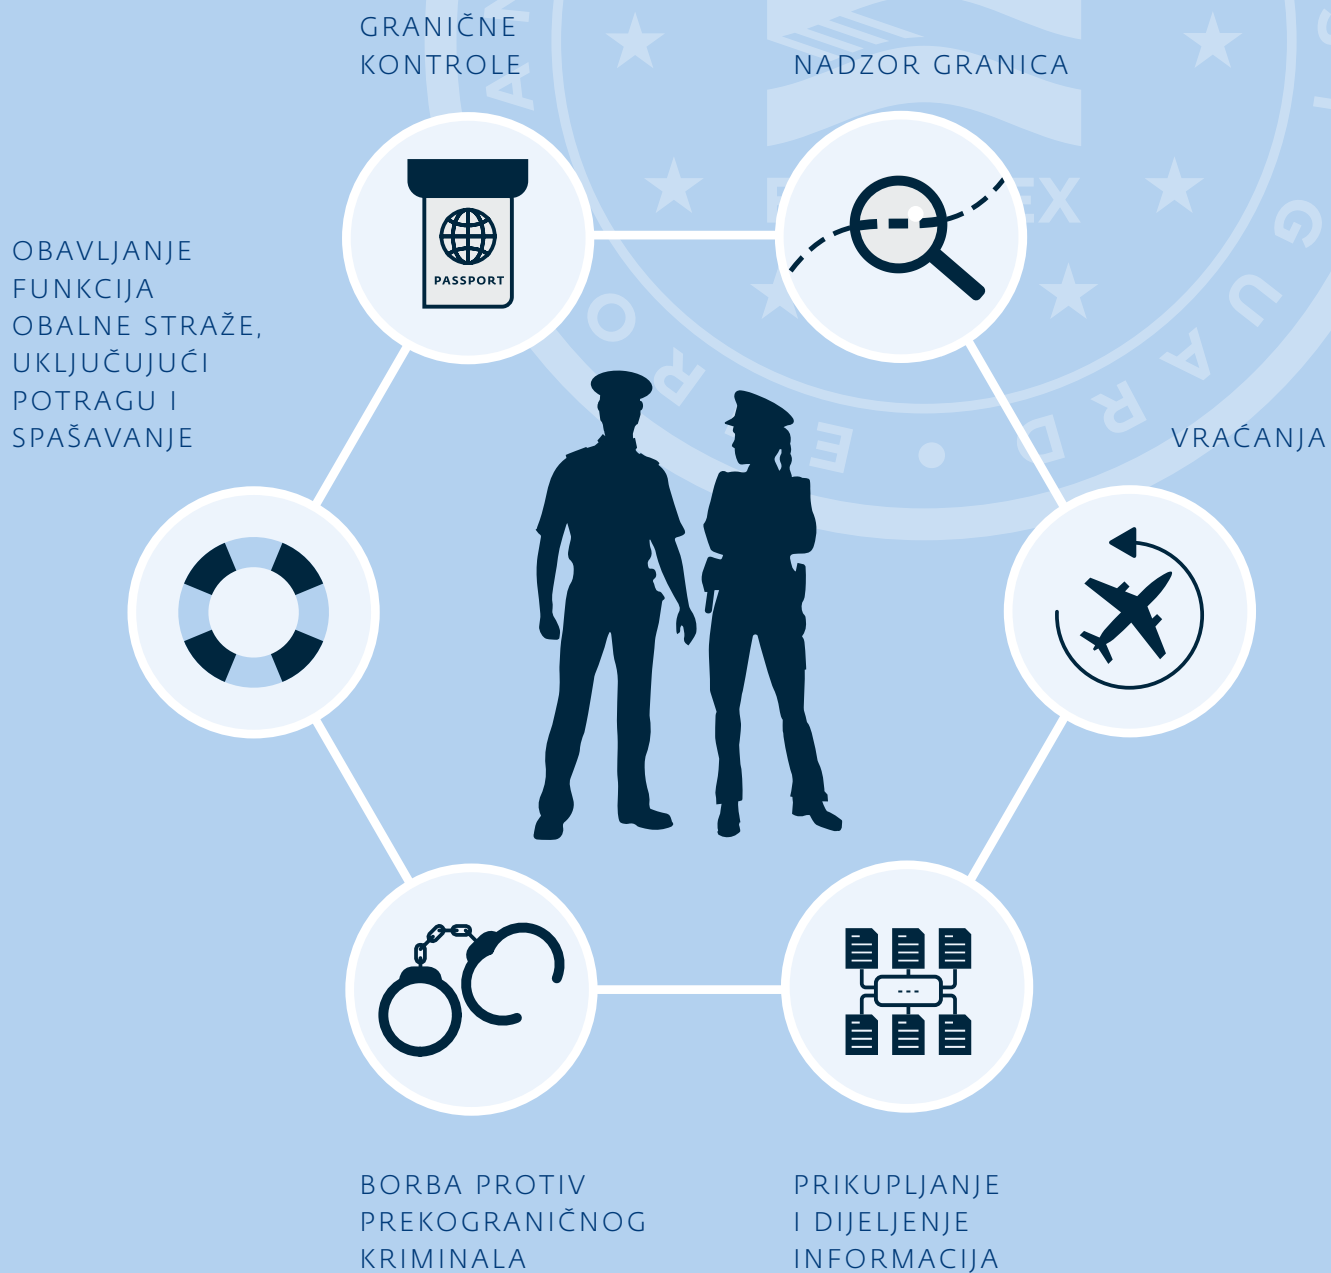 GRANIČNE
KONTROLE
NADZOR GRANICA
PASSPORT
OBAVLJANJE
FUNKCIJA
OBALNE STRAŽE,
UKLJUČUJUĆI
POTRAGU I
SPAŠAVANJE
VRAĆANJA
BORBA PROTIV
PREKOGRANIČNOG
KRIMINALA
PRIKUPLJANJE
I DIJELJENJE
INFORMACIJA